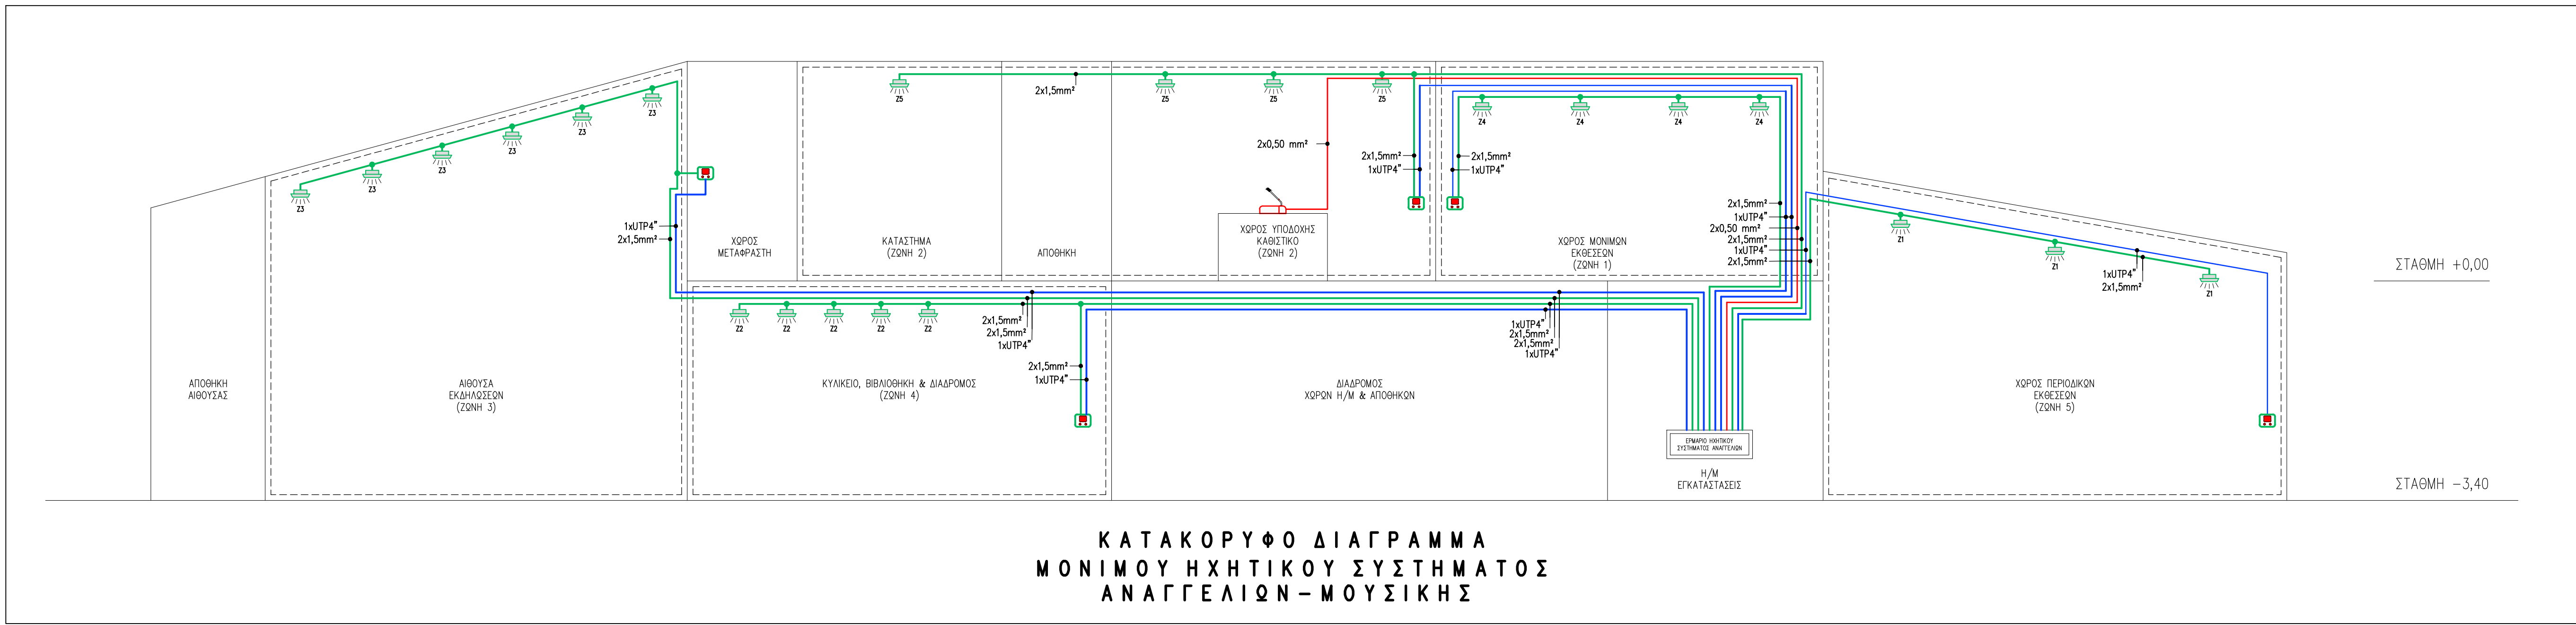 Z5
2x1,5mm²
Z5
Z5
Z5
Z3
Z3
Z3
Z3
Z3
Z3
Z4
Z4
Z4
Z4
2x0,50 mm²
2x1,5mm²
1xUTP4"
2x1,5mm²
1xUTP4"
1xUTP4"
2x1,5mm²
ΧΩΡΟΣ
ΜΕΤΑΦΡΑΣΤΗ
ΚΑΤΑΣΤΗΜΑ
(ΖΩΝΗ 2)
ΑΠΟΘΗΚΗ
ΧΩΡΟΣ ΥΠΟΔΟΧΗΣ
ΚΑΘΙΣΤΙΚΟ
(ΖΩΝΗ 2)
ΧΩΡΟΣ ΜΟΝΙΜΩΝ
ΕΚΘΕΣΕΩΝ
(ΖΩΝΗ 1)
2x1,5mm²
1xUTP4"
2x0,50 mm²
2x1,5mm²
1xUTP4"
2x1,5mm²
Z1
Z1
Z1
1xUTP4"
2x1,5mm²
ΣΤΑΘΜΗ +0,00
Z2
Z2
Z2
Z2
Z2
2x1,5mm²
2x1,5mm²
1xUTP4"
1xUTP4"
2x1,5mm²
2x1,5mm²
1xUTP4"
2x1,5mm²
1xUTP4"
ΑΠΟΘΗΚΗ
ΑΙΘΟΥΣΑΣ
ΑΙΘΟΥΣΑ
ΕΚΔΗΛΩΣΕΩΝ
(ΖΩΝΗ 3)
ΚΥΛΙΚΕΙΟ, ΒΙΒΛΙΟΘΗΚΗ & ΔΙΑΔΡΟΜΟΣ
(ΖΩΝΗ 4)
ΔΙΑΔΡΟΜΟΣ
ΧΩΡΩΝ Η/Μ & ΑΠΟΘΗΚΩΝ
ΕΡΜΑΡΙΟ ΗΧΗΤΙΚΟΥ
ΣΥΣΤΗΜΑΤΟΣ ΑΝΑΓΓΕΛΙΩΝ
Η/Μ
ΕΓΚΑΤΑΣΤΑΣΕΙΣ
ΧΩΡΟΣ ΠΕΡΙΟΔΙΚΩΝ
ΕΚΘΕΣΕΩΝ
(ΖΩΝΗ 5)
ΣΤΑΘΜΗ -3,40
ΚΑΤΑΚΟΡΥΦΟ ΔΙΑΓΡΑΜΜΑ
ΜΟΝΙΜΟΥ ΗΧΗΤΙΚΟΥ ΣΥΣΤΗΜΑΤΟΣ
ΑΝΑΓΓΕΛΙΩΝ-ΜΟΥΣΙΚΗΣ